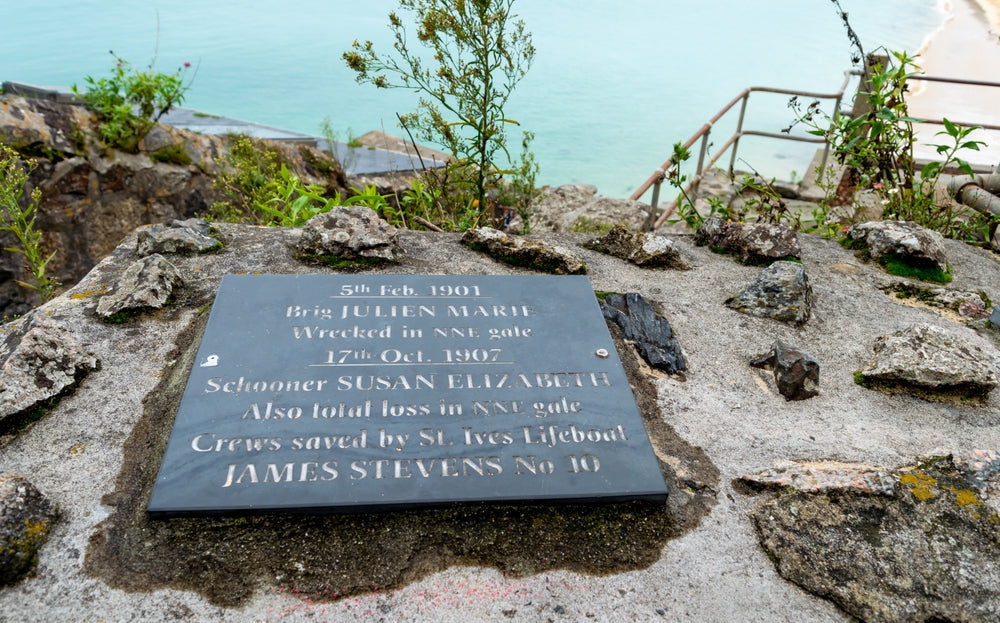 5th Feb. 1901
Brig JULIEN MARIE
Wrecked in NNE gale
17th Oct. 1907
Schooner SUSAN ELIZABETH
Also total loss in NNE gale
Crews saved by St. Ives Lifeboat
JAMES STEVENS No 10